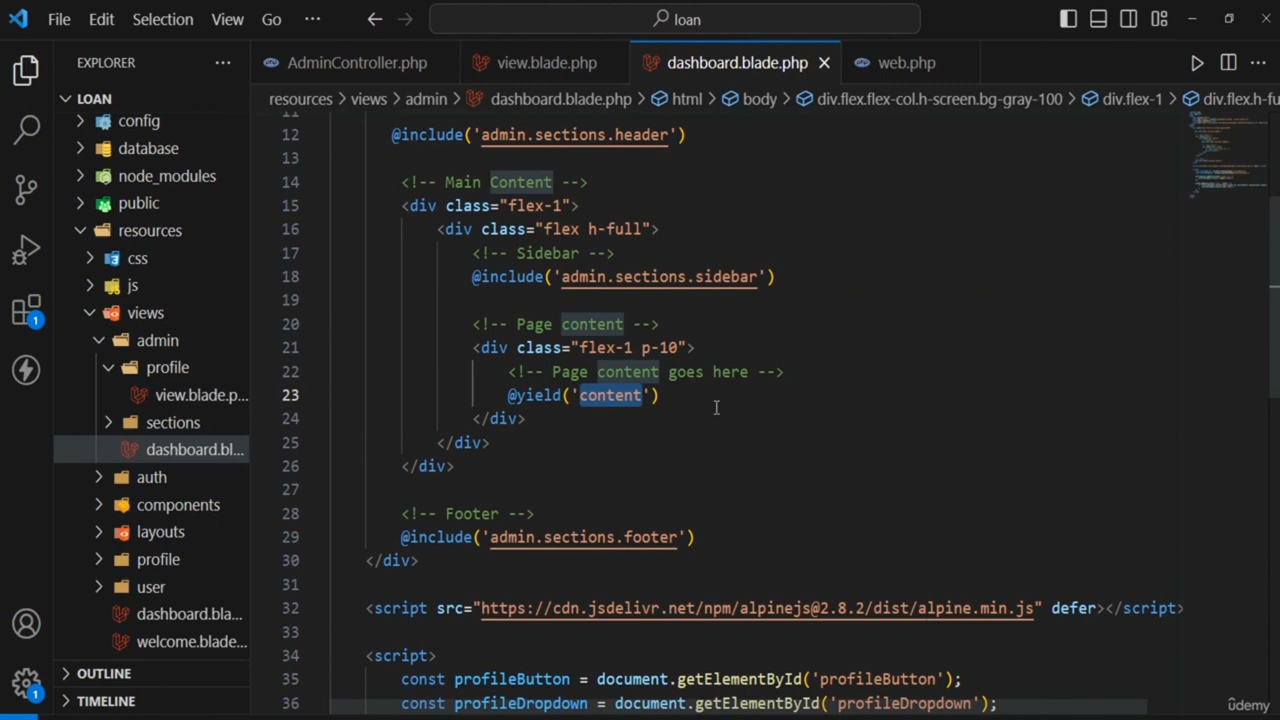 File Edit Selection View Go ··· loan
EXPLORER ···
AdminController.php view.blade.php dashboard.blade.php web.php ···
resources > views > admin > dashboard.blade.php > html > body > div.flex.flex-col.h-screen.bg-gray-100 > div.flex-1 > div.flex.h-fu
LOAN
config
database
node_modules
public
resources
css
js
views
admin
profile
view.blade.p...
sections
dashboard.bl...
auth
components
layouts
profile
user
dashboard.bla...
welcome.blade...
OUTLINE
TIMELINE
1
1
11
12 @include('admin.sections.header')
13
14 <!-- Main Content -->
15 <div class="flex-1">
16 <div class="flex h-full">
17 <!-- Sidebar -->
18 @include('admin.sections.sidebar')
19
20 <!-- Page content -->
21 <div class="flex-1 p-10">
22 <!-- Page content goes here -->
23 @yield('content')
24 </div>
25 </div>
26 </div>
27
28 <!-- Footer -->
29 @include('admin.sections.footer')
30 </div>
31
32 <script src="https://cdn.jsdelivr.net/npm/alpinejs@2.8.2/dist/alpine.min.js" defer></script>
33
34 <script>
35 const profileButton = document.getElementById('profileButton');
36 const profileDropdown = document.getElementById('profileDropdown');
udemy